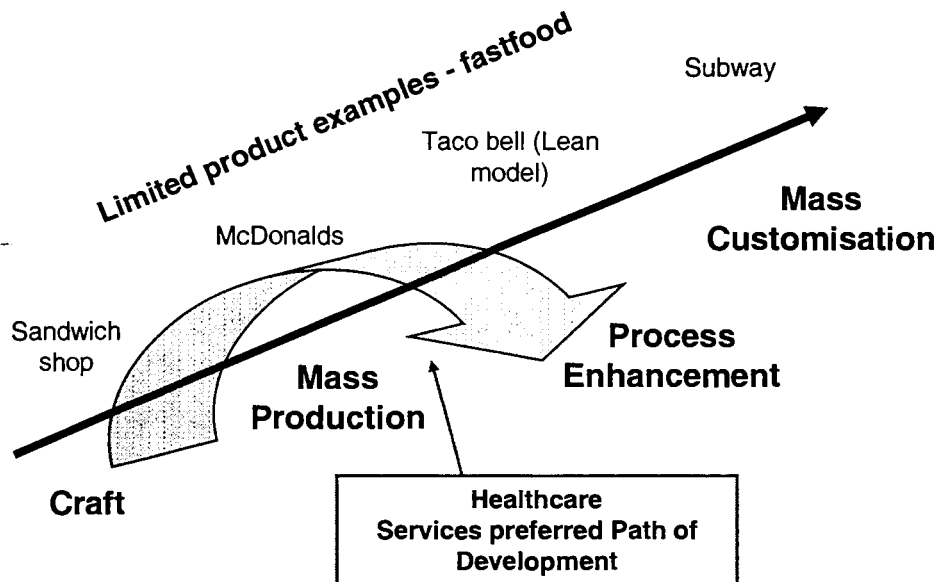 Limited product examples - fastfood
Subway
Taco bell (Lean
model)
Mass
Customisation
McDonalds
Sandwich
shop
Process
Enhancement
Mass
Production
Craft
Healthcare
Services preferred Path of
Development